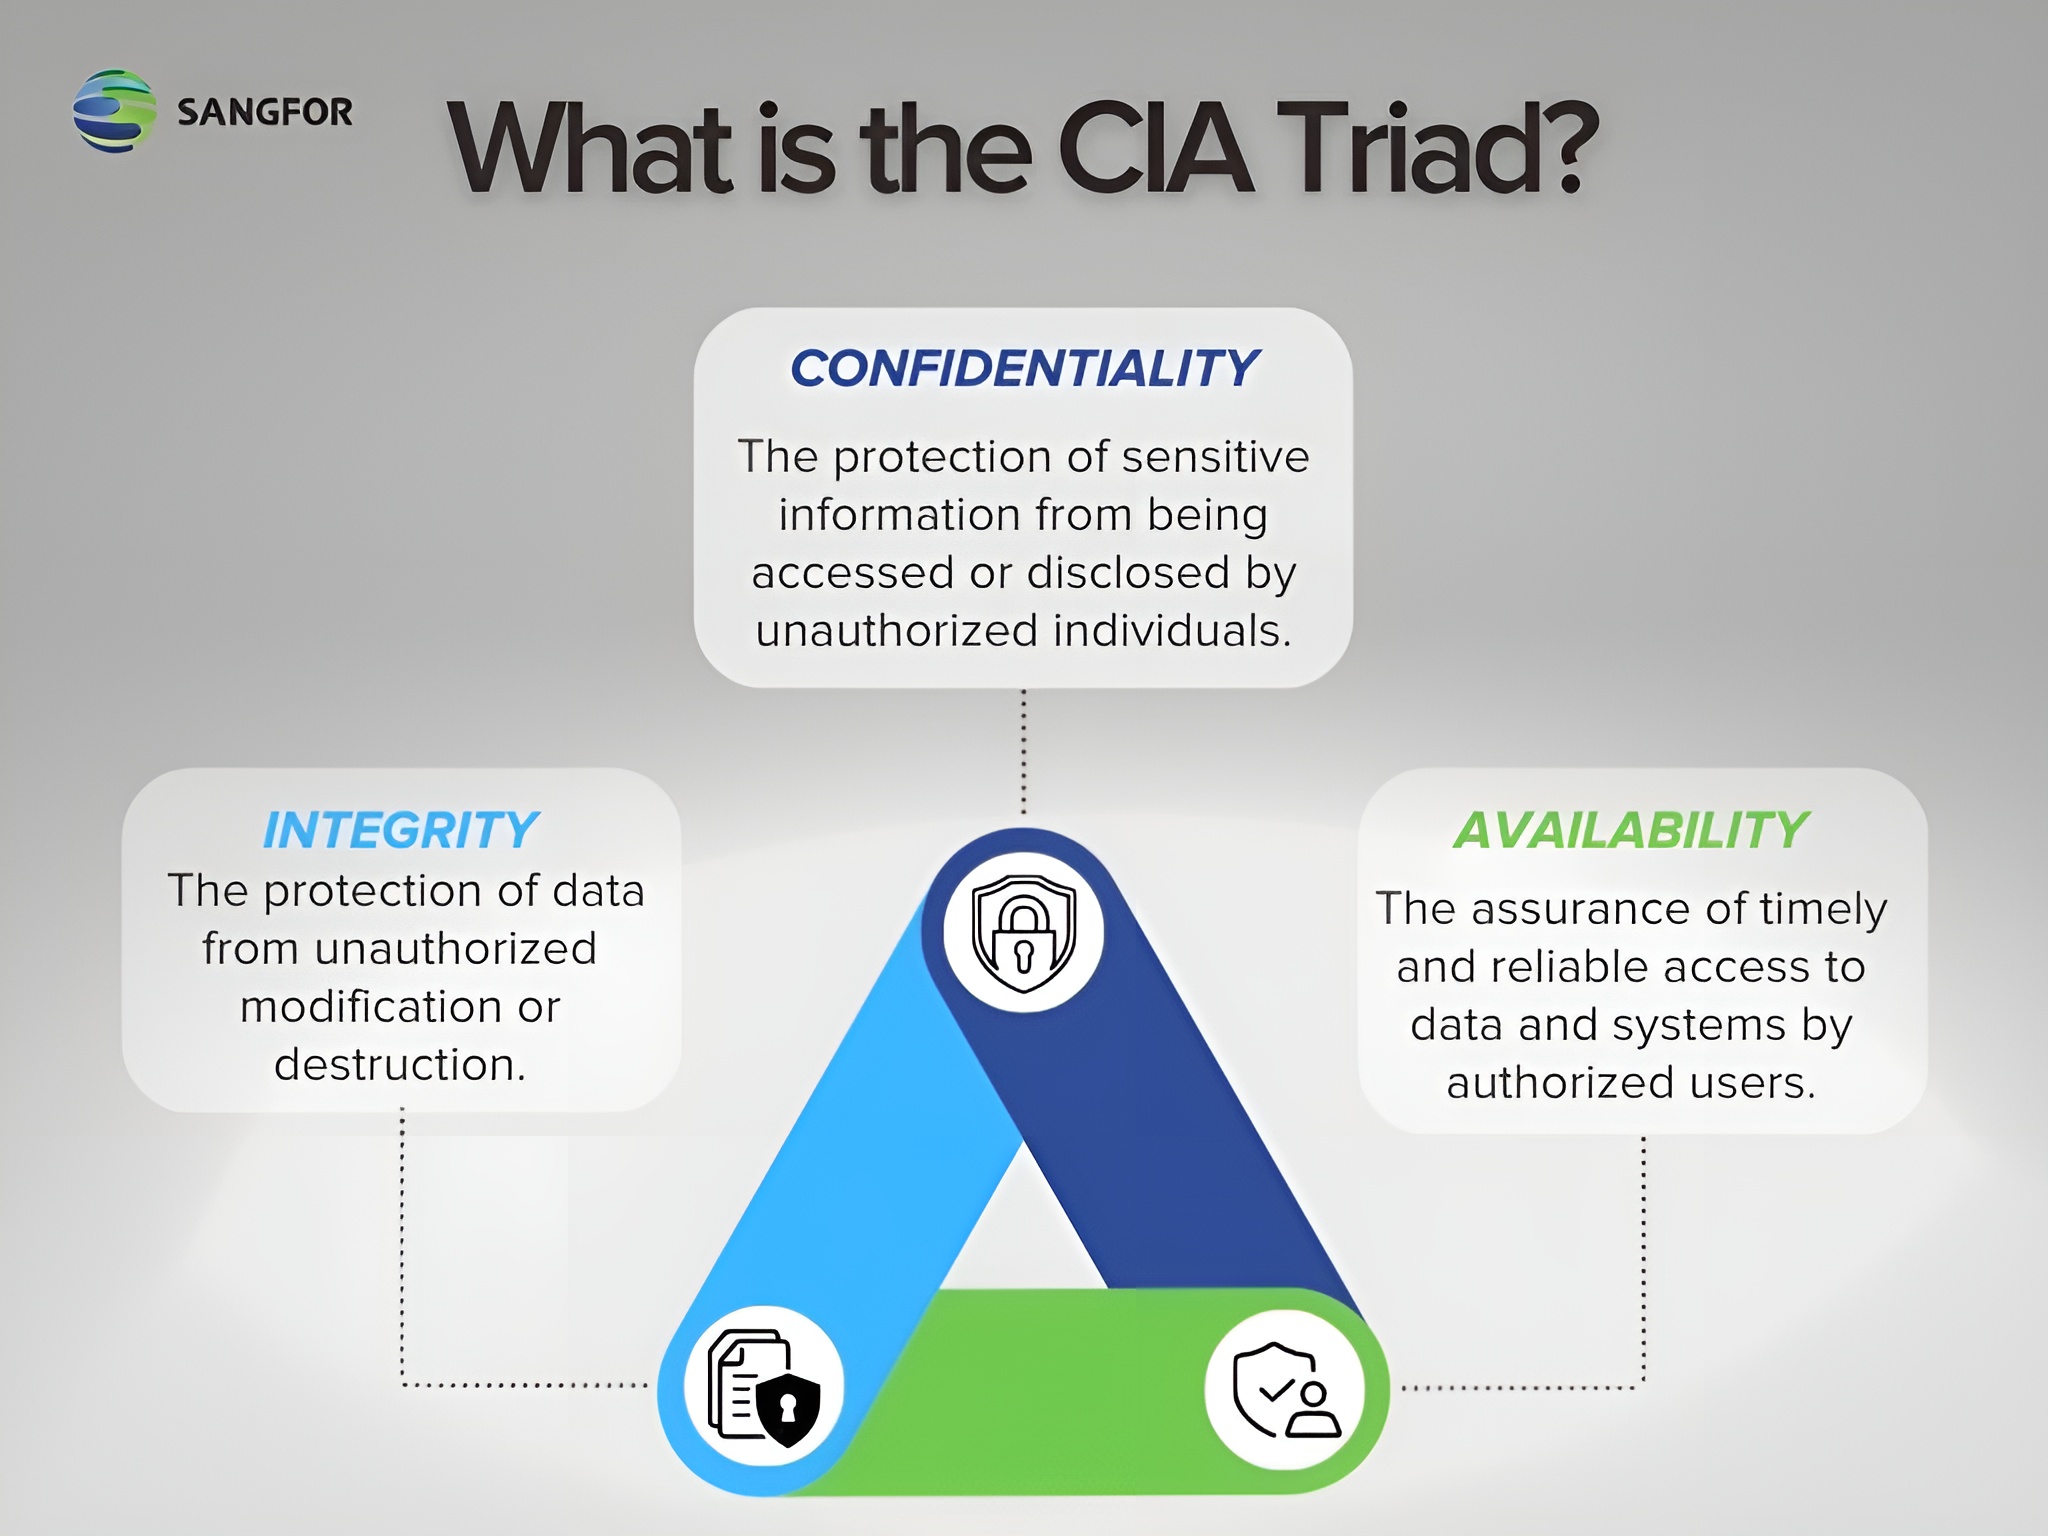 SANGFOR
What is the CIA Triad?
CONFIDENTIALITY
The protection of sensitive
information from being
accessed or disclosed by
unauthorized individuals.
INTEGRITY
The protection of data
from unauthorized
modification or
destruction.
AVAILABILITY
The assurance of timely
and reliable access to
data and systems by
authorized users.